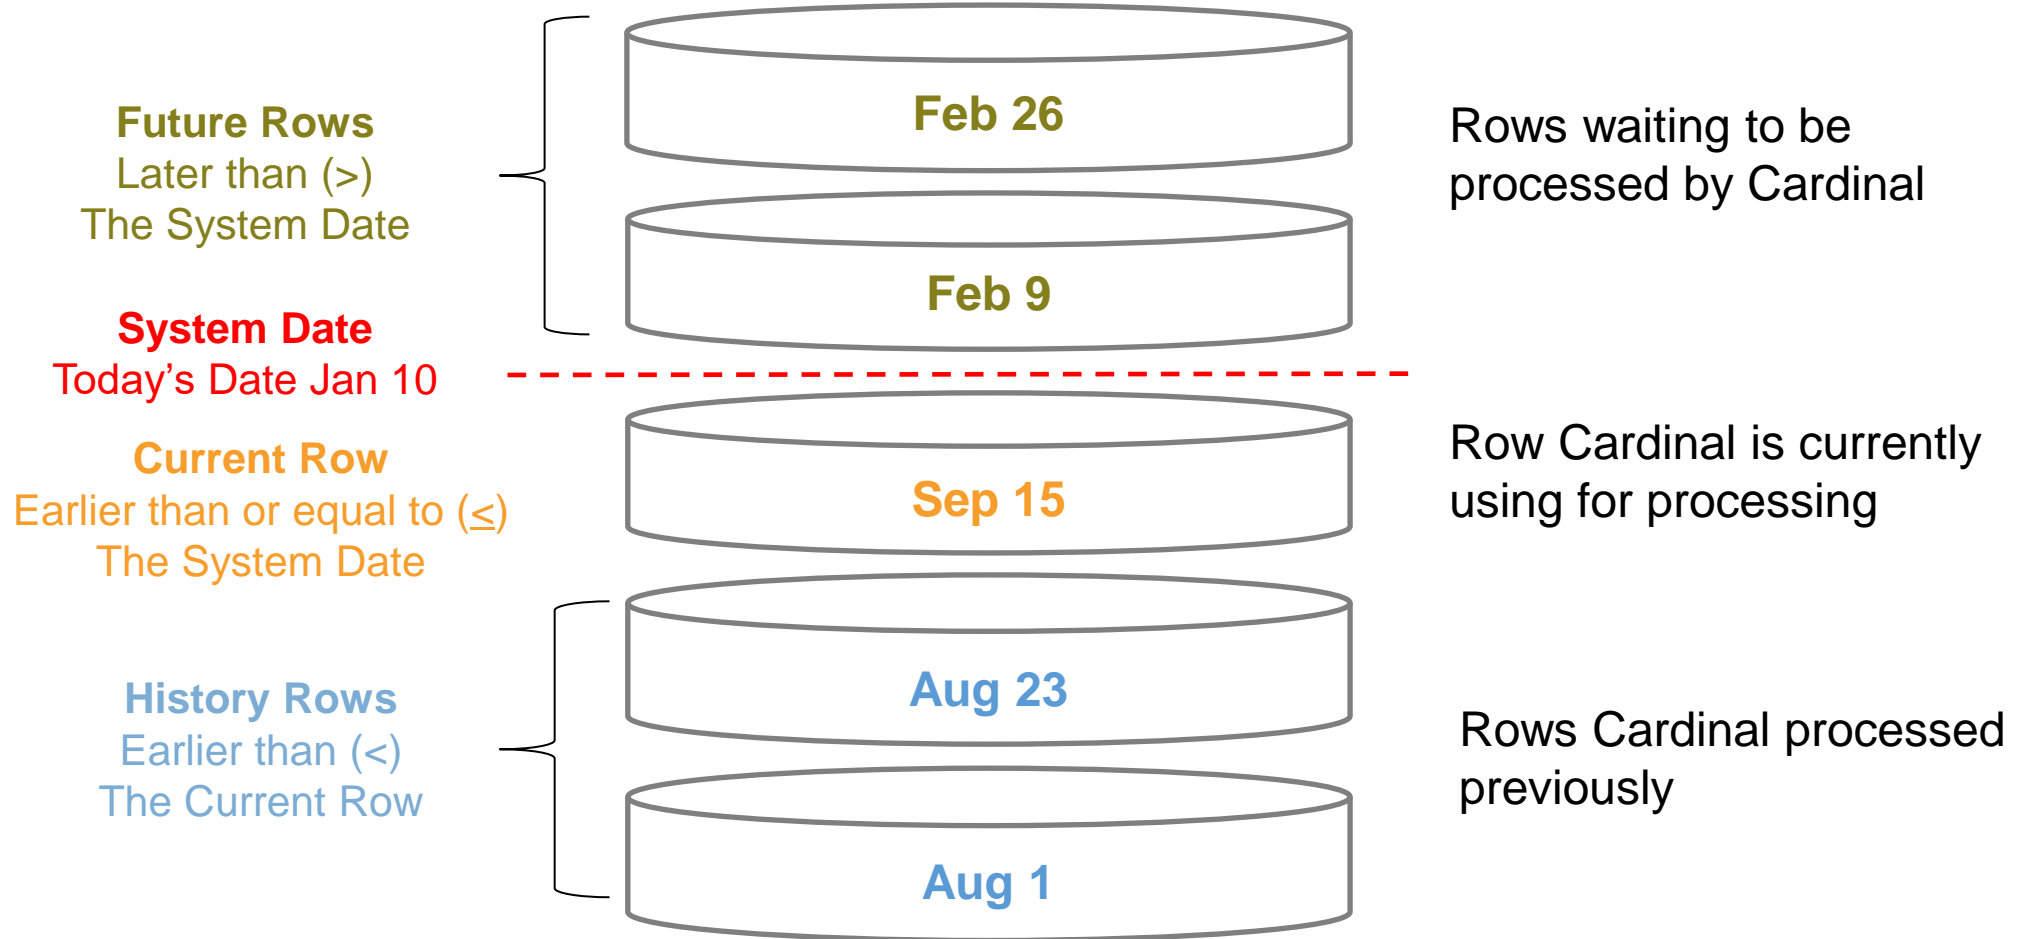 Future Rows
Later than (>)
The System Date
Feb 26
Feb 9
Rows waiting to be
processed by Cardinal
System Date
Today’s Date Jan 10
Current Row
Earlier than or equal to (≤)
The System Date
Sep 15
Row Cardinal is currently
using for processing
History Rows
Earlier than (<)
The Current Row
Aug 23
Aug 1
Rows Cardinal processed
previously